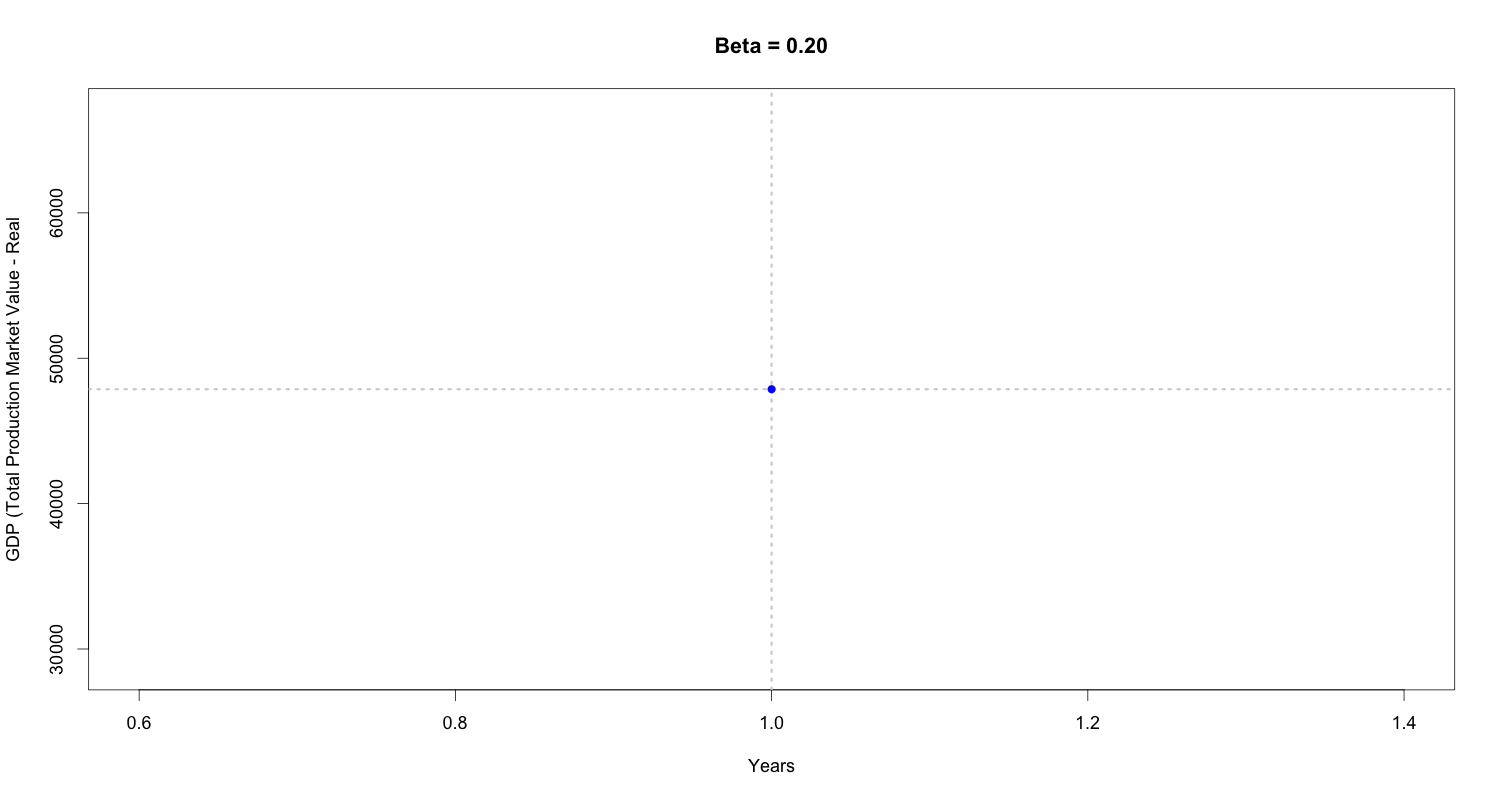 Beta = 0.20
GDP (Total Production Market Value - Real
60000
50000
40000
30000
0.6 0.8 1.0 1.2 1.4
Years